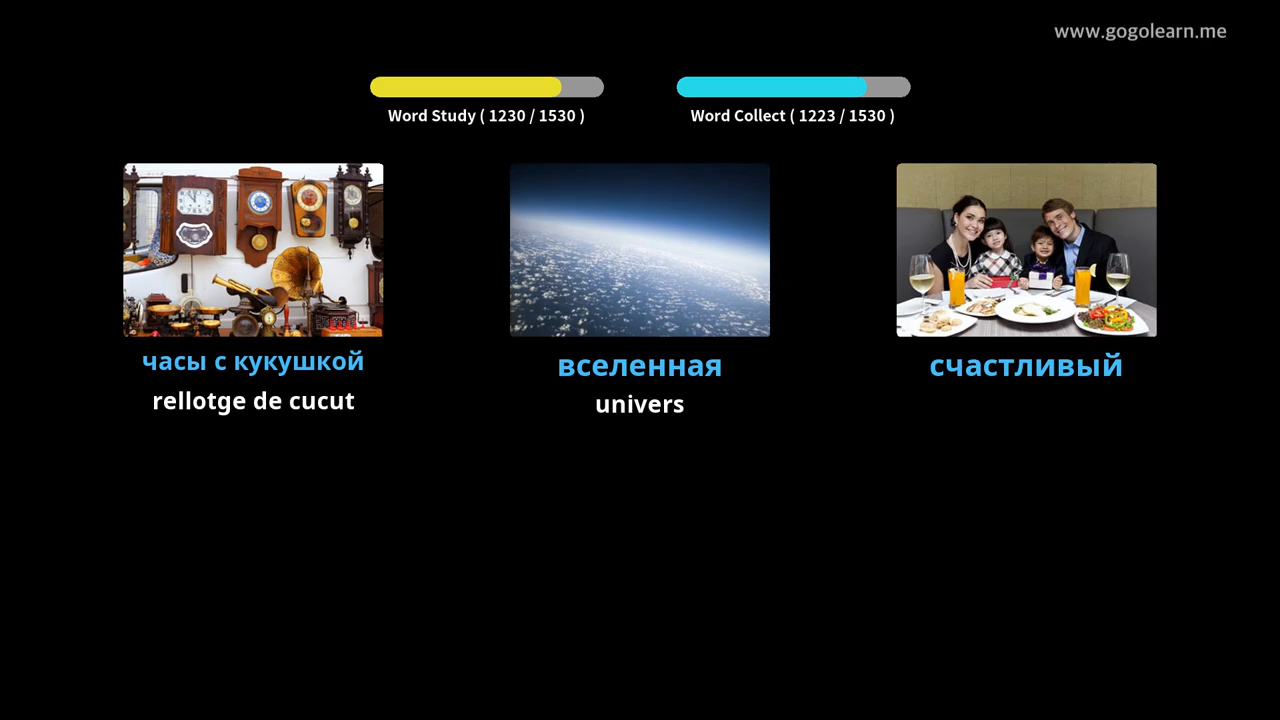 www.gogolearn.me
Word Study ( 1230 / 1530 )
Word Collect ( 1223 / 1530 )
часы с кукушкой
rellotge de cucut
вселенная
univers
счастливый